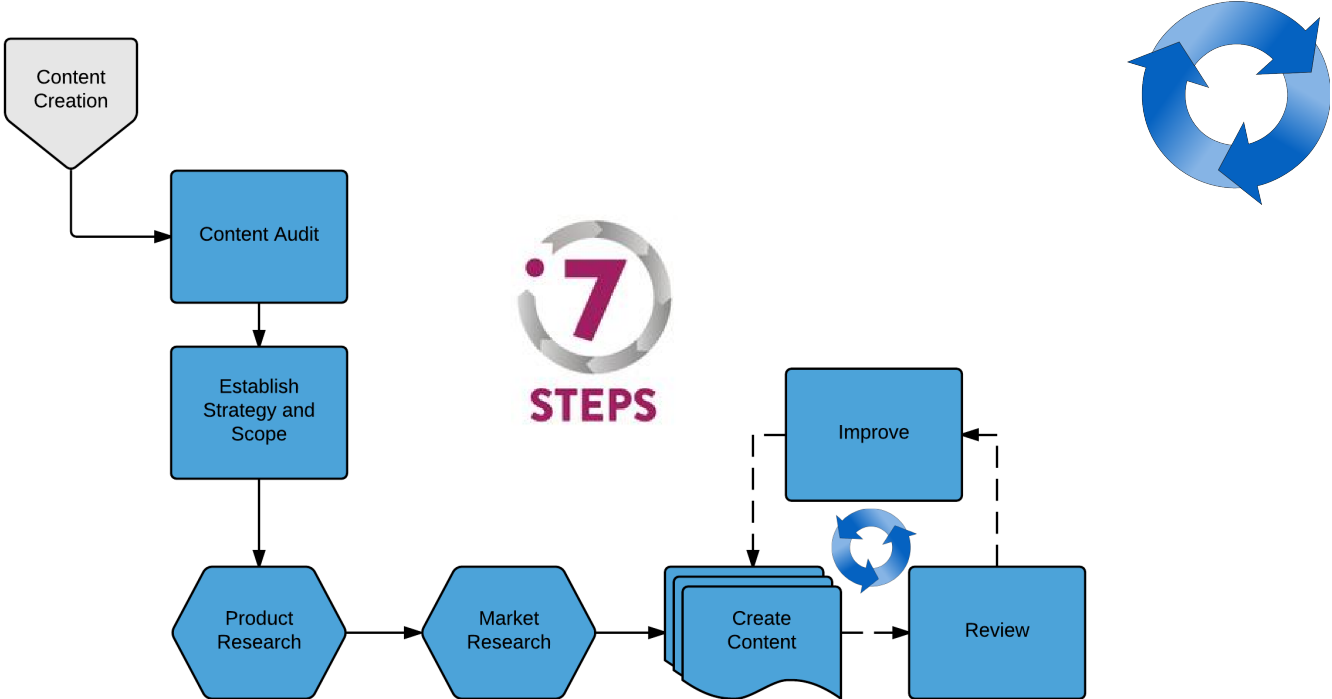 Content
Creation
Content Audit
Establish
Strategy and
Scope
7
STEPS
Improve
Product
Research
Market
Research
Create
Content
Review